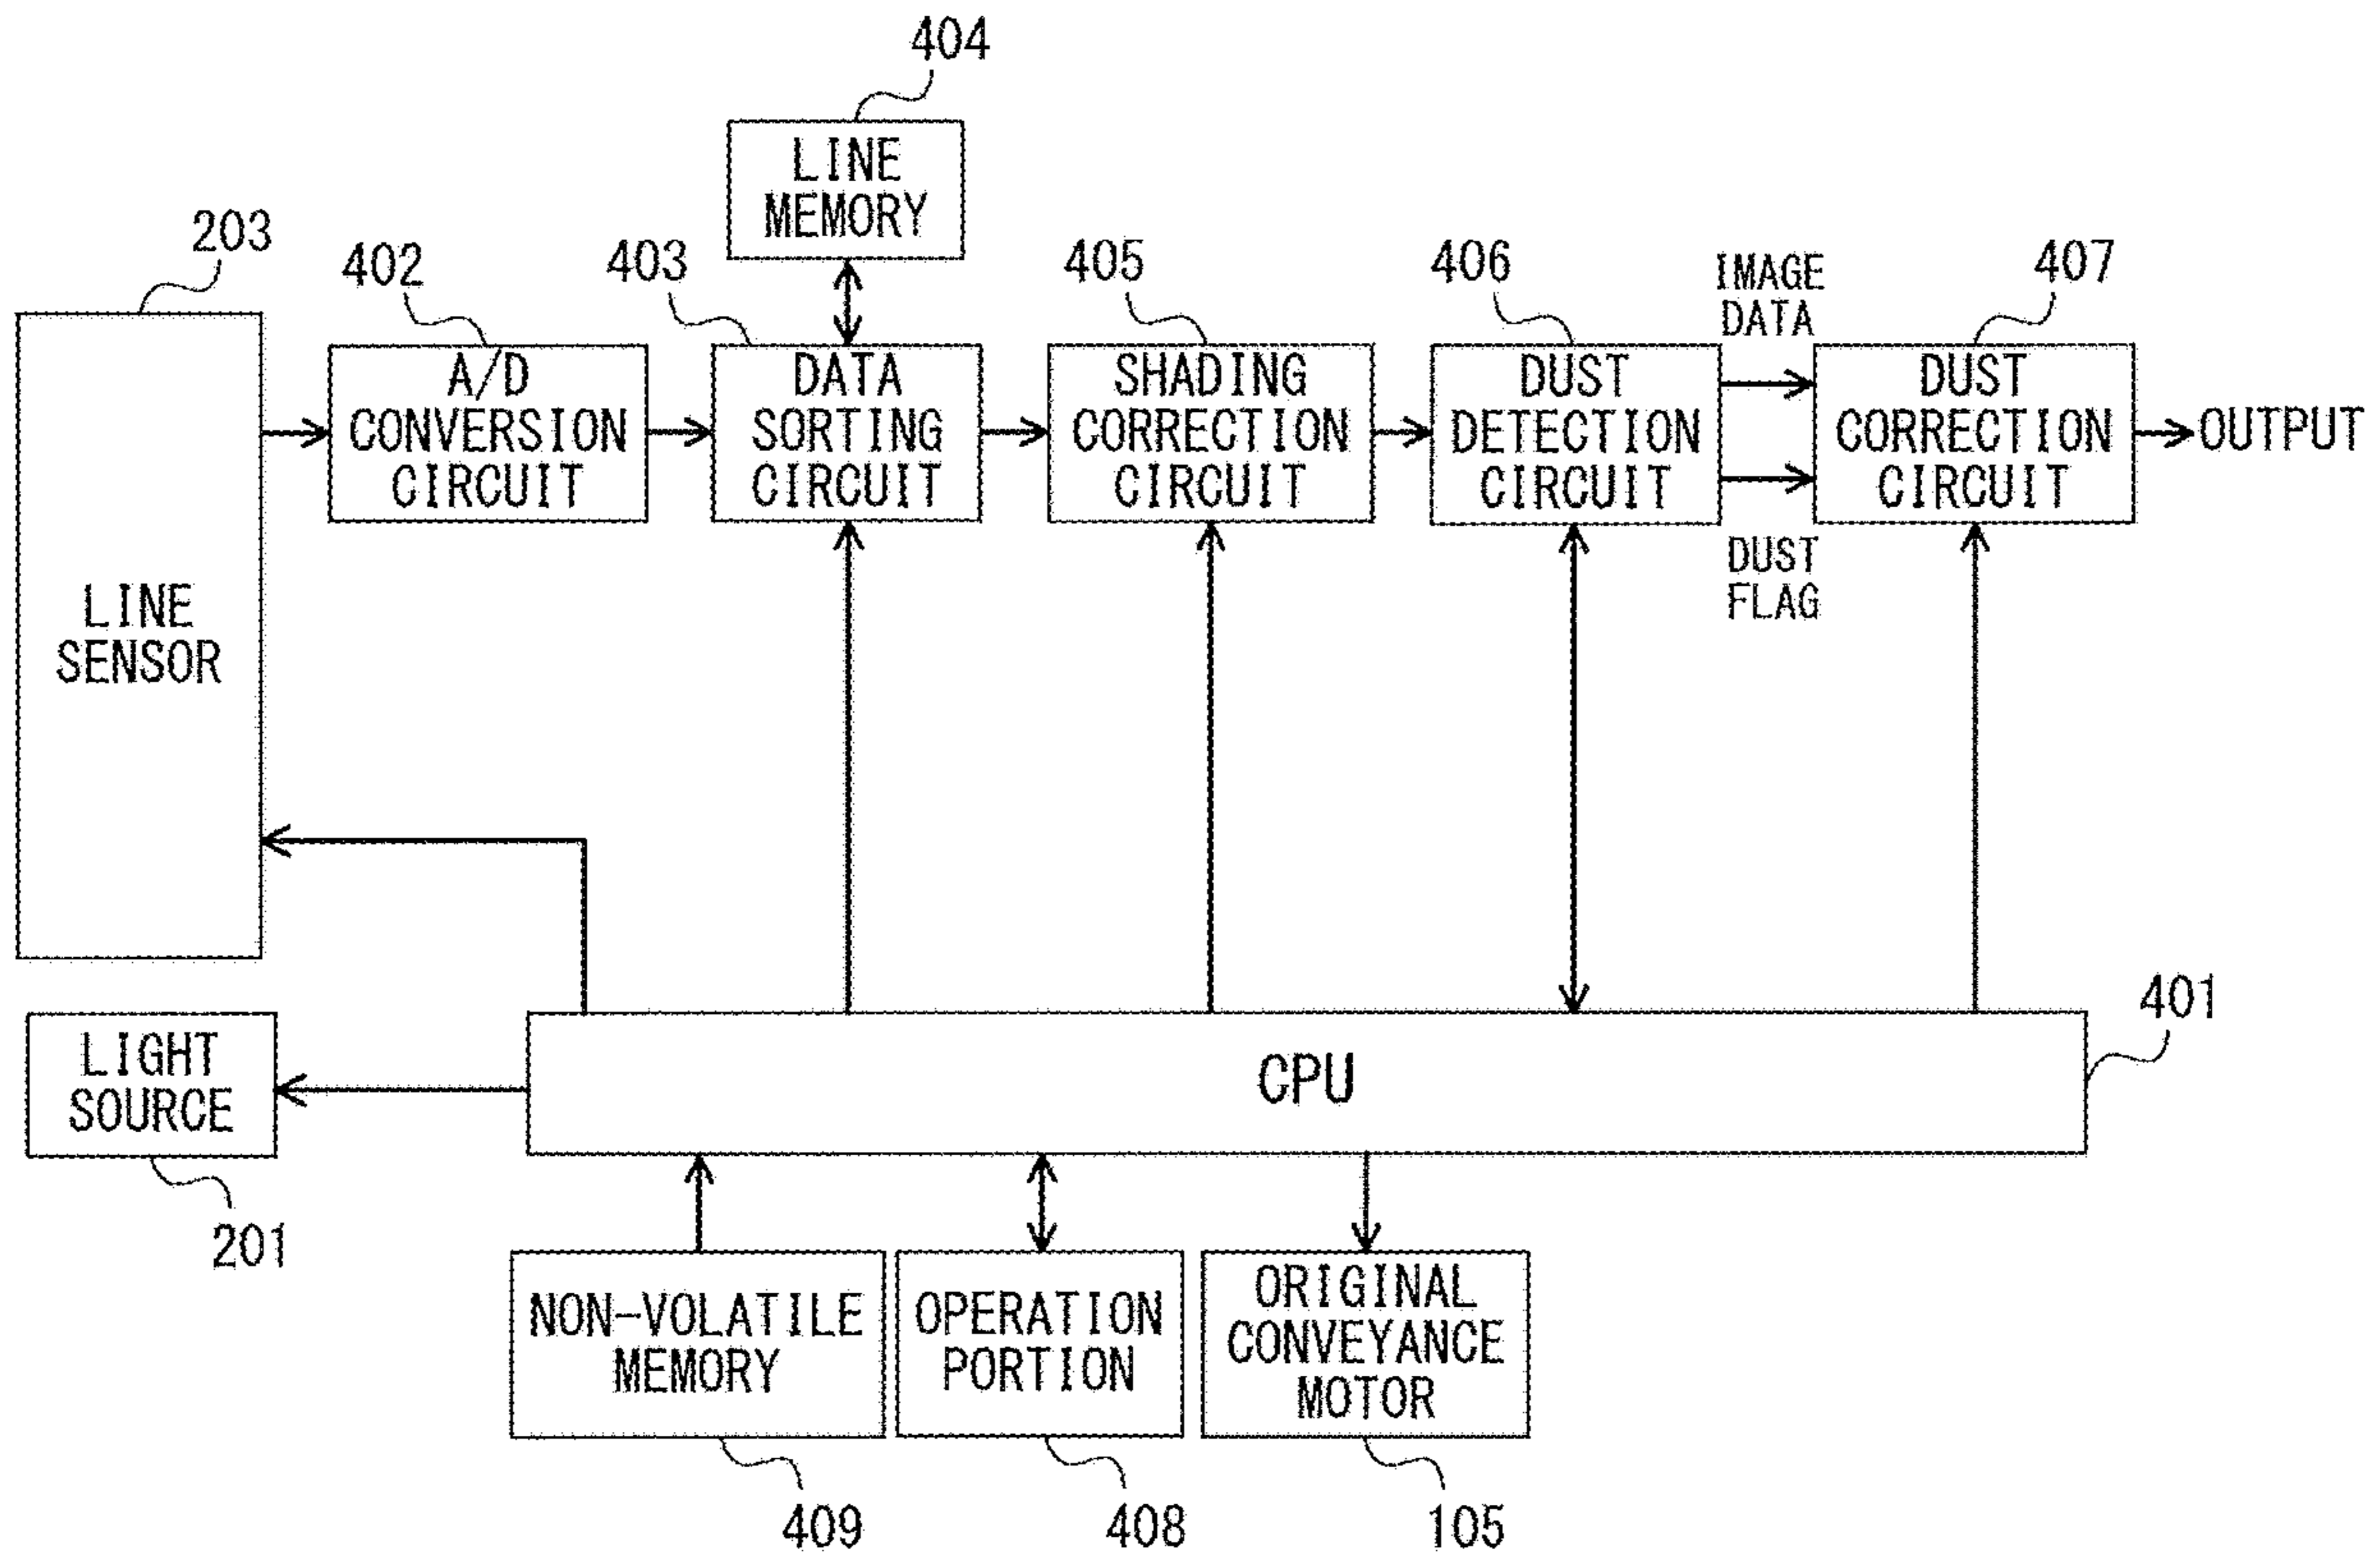 404
LINE
MEMORY
203
402
403
405
406
IMAGE
DATA
407
LINE
SENSOR
A/D
CONVERSION
CIRCUIT
DATA
SORTING
CIRCUIT
SHADING
CORRECTION
CIRCUIT
DUST
DETECTION
CIRCUIT
DUST
FLAG
DUST
CORRECTION
CIRCUIT
OUTPUT
401
LIGHT
SOURCE
201
CPU
NON-VOLATILE
MEMORY
409
OPERATION
PORTION
408
ORIGINAL
CONVEYANCE
MOTOR
105